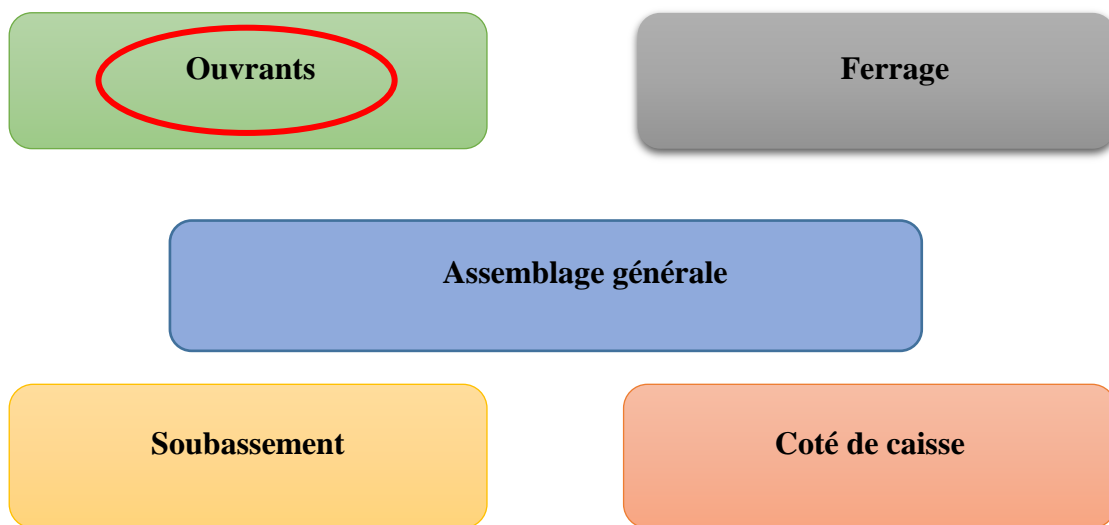 Ouvrants
Ferrage
Assemblage générale
Soubassement
Coté de caisse